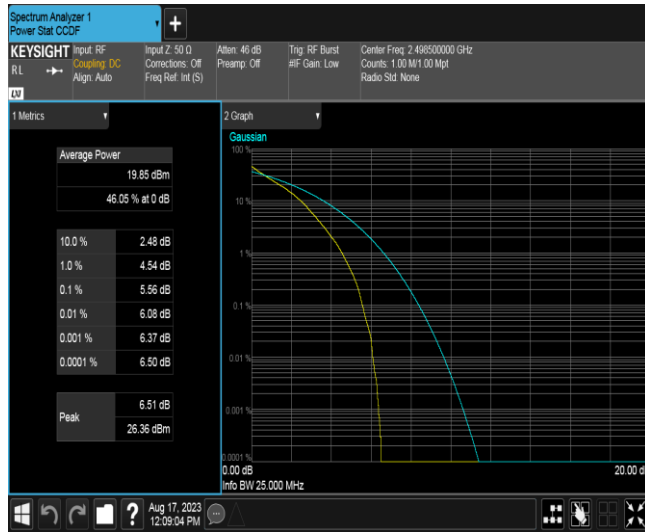 Spectrum Analyzer 1
Power Stat CCDF
+
KEYSIGHT
RL
LXI
Input: RF
Coupling: DC
Align: Auto
Input Z: 50 Ω
Corrections: Off
Freq Ref: Int (S)
Atten: 46 dB
Preamp: Off
Trig: RF Burst
#IF Gain: Low
Center Freq: 2.498500000 GHz
Counts: 1.00 M/1.00 Mpt
Radio Std: None
1 Metrics
Average Power
19.85 dBm
46.05 % at 0 dB
10.0 % 2.48 dB
1.0 % 4.54 dB
0.1 % 5.56 dB
0.01 % 6.08 dB
0.001 % 6.37 dB
0.0001 % 6.50 dB
Peak
6.51 dB
26.36 dBm
2 Graph
Gaussian
100 %
10 %
1 %
0.1 %
0.01 %
0.001 %
0.0001 %
0.00 dB
20.00 d
Info BW 25.000 MHz
?
Aug 17, 2023
12:09:04 PM